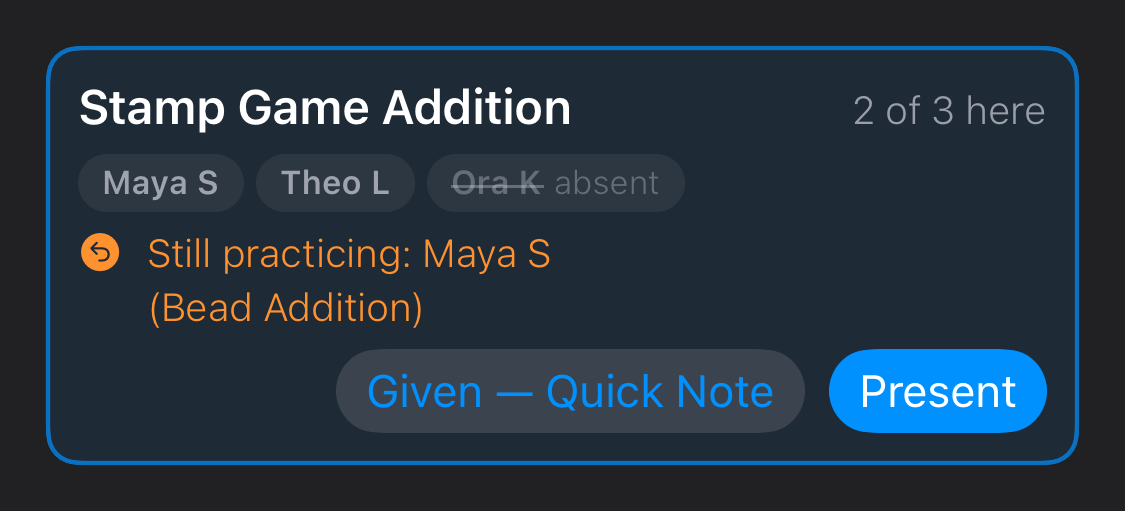 Stamp Game Addition
2 of 3 here
Maya S
Theo L
Ora K absent
Still practicing: Maya S
(Bead Addition)
Given — Quick Note
Present